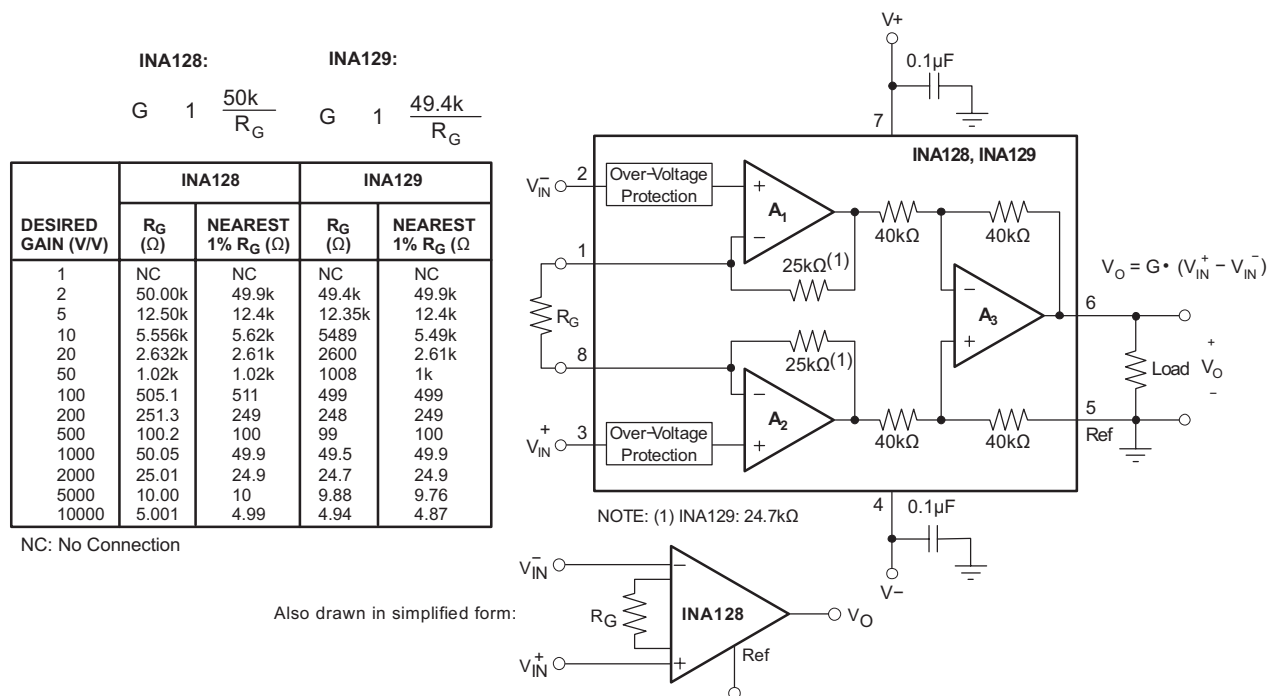 INA128:
G 1 50k
R_G
INA129:
G 1 49.4k
R_G
INA128 INA129
DESIRED GAIN (V/V) R_G (Ω) NEAREST 1% R_G (Ω) R_G (Ω) NEAREST 1% R_G (Ω
1 NC NC NC NC
2 50.00k 49.9k 49.4k 49.9k
5 12.50k 12.4k 12.35k 12.4k
10 5.556k 5.62k 5489 5.49k
20 2.632k 2.61k 2600 2.61k
50 1.02k 1.02k 1008 1k
100 505.1 511 499 499
200 251.3 249 248 249
500 100.2 100 99 100
1000 50.05 49.9 49.5 49.9
2000 25.01 24.9 24.7 24.9
5000 10.00 10 9.88 9.76
10000 5.001 4.99 4.94 4.87
NC: No Connection
V+
0.1µF
7
INA128, INA129
V_IN^- 2 Over-Voltage
Protection
+
A1
−
40kΩ 40kΩ
1
25kΩ(1)
R_G
−
A3
+
6
V_O = G • (V_IN^+ − V_IN^-)
8
25kΩ(1)
Load
+
V_O
-
−
A2
+
V_IN^+ 3 Over-Voltage
Protection
40kΩ 40kΩ
5
Ref
4
0.1µF
V−
NOTE: (1) INA129: 24.7kΩ
Also drawn in simplified form:
V_IN^-
−
R_G
INA128
V_O
+
V_IN^+
Ref